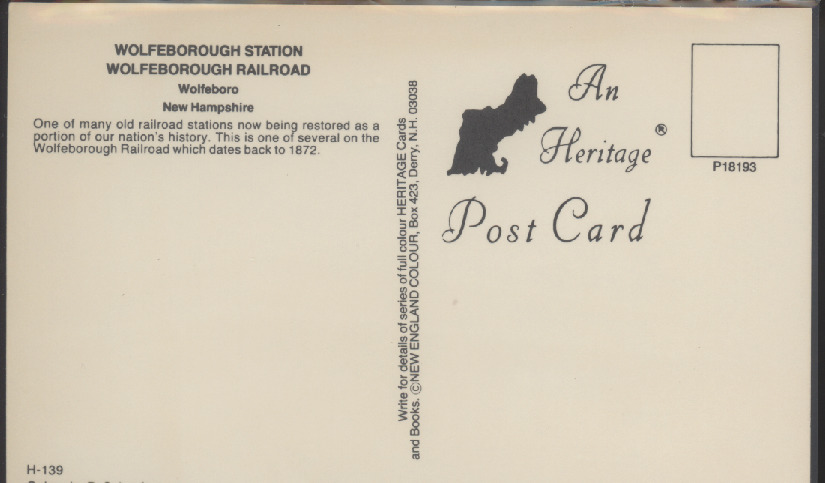 WOLFEBOROUGH STATION
WOLFEBOROUGH RAILROAD
Wolfeboro
New Hampshire
One of many old railroad stations now being restored as a
portion of our nation's history. This is one of several on the
Wolfeborough Railroad which dates back to 1872.
H-139
Write for details of series of full colour HERITAGE Cards
and Books. ©NEW ENGLAND COLOUR, Box 423, Derry, N.H. 03038
An
Heritage®
Post Card
P18193